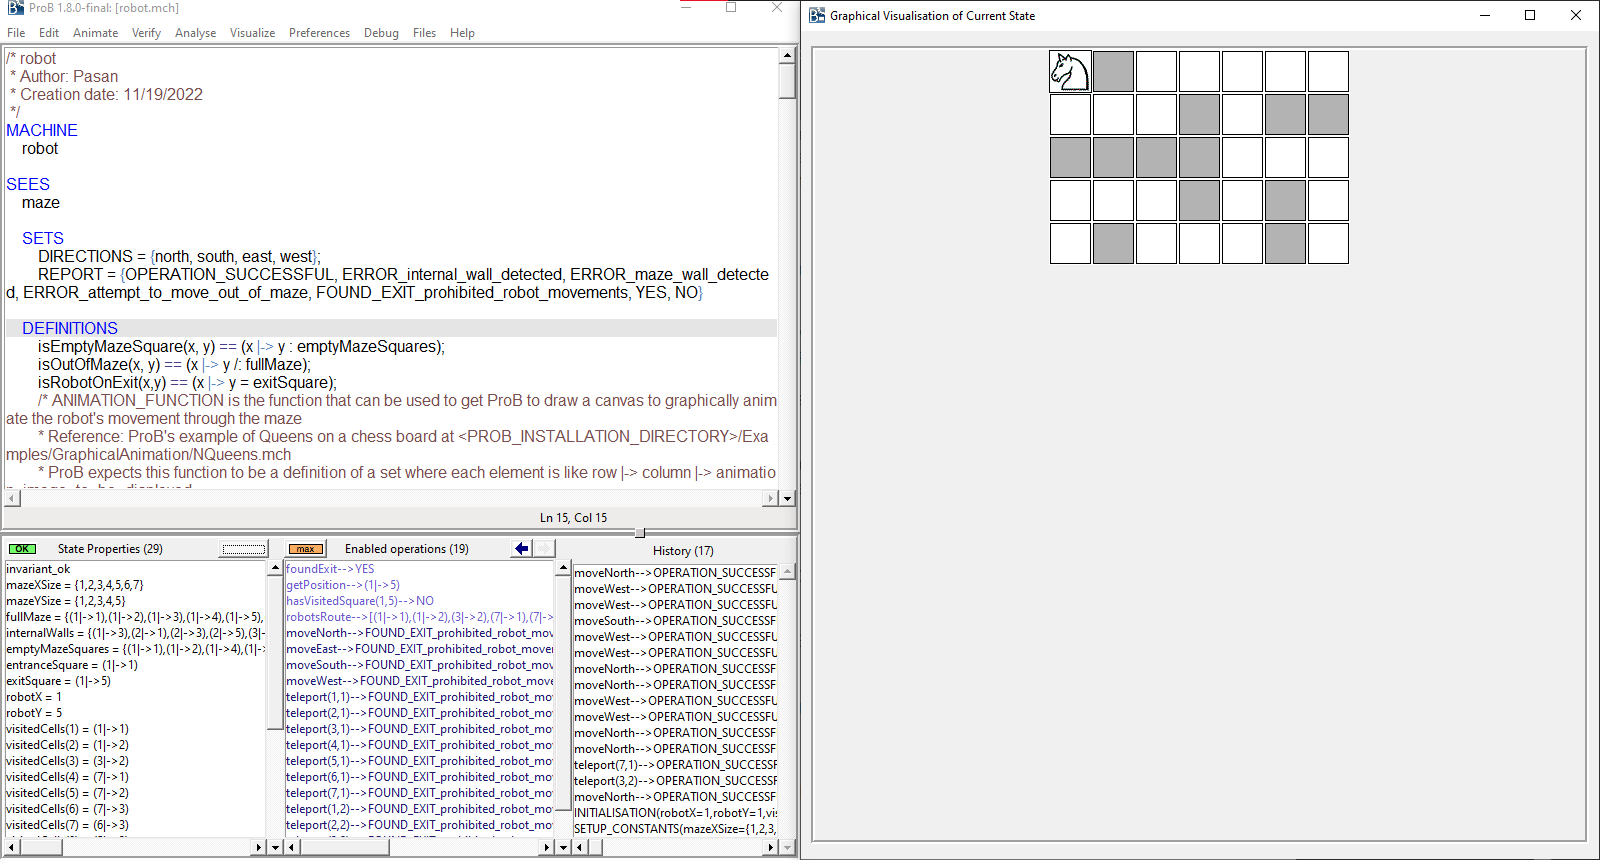 ProB 1.8.0-final: [robot.mch]
File Edit Animate Verify Analyse Visualize Preferences Debug Files Help
/* robot
* Author: Pasan
* Creation date: 11/19/2022
*/
MACHINE
robot
SEES
maze
SETS
DIRECTIONS = {north, south, east, west};
REPORT = {OPERATION_SUCCESSFUL, ERROR_internal_wall_detected, ERROR_maze_wall_detecte
d, ERROR_attempt_to_move_out_of_maze, FOUND_EXIT_prohibited_robot_movements, YES, NO}
DEFINITIONS
isEmptyMazeSquare(x, y) == (x |-> y : emptyMazeSquares);
isOutOfMaze(x, y) == (x |-> y /: fullMaze);
isRobotOnExit(x,y) == (x |-> y = exitSquare);
/* ANIMATION_FUNCTION is the function that can be used to get ProB to draw a canvas to graphically anim
ate the robot's movement through the maze
* Reference: ProB's example of Queens on a chess board at <PROB_INSTALLATION_DIRECTORY>/Exa
mples/GraphicalAnimation/NQueens.mch
* ProB expects this function to be a definition of a set where each element is like row |-> column |-> animatio
Ln 15, Col 15
OK State Properties (29)
invariant_ok
mazeXSize = {1,2,3,4,5,6,7}
mazeYSize = {1,2,3,4,5}
fullMaze = {(1|->1),(1|->2),(1|->3),(1|->4),(1|->5),
internalWalls = {(1|->3),(2|->1),(2|->3),(2|->5),(3|-
emptyMazeSquares = {(1|->1),(1|->2),(1|->4),(1|-
entranceSquare = (1|->1)
exitSquare = (1|->5)
robotX = 1
robotY = 5
visitedCells(1) = (1|->1)
visitedCells(2) = (1|->2)
visitedCells(3) = (3|->2)
visitedCells(4) = (7|->1)
visitedCells(5) = (7|->2)
visitedCells(6) = (7|->3)
visitedCells(7) = (6|->3)
max Enabled operations (19)
foundExit-->YES
getPosition-->(1|->5)
hasVisitedSquare(1,5)-->NO
robotsRoute-->[(1|->1),(1|->2),(3|->2),(7|->1),(7|->
moveNorth-->FOUND_EXIT_prohibited_robot_mov
moveEast-->FOUND_EXIT_prohibited_robot_mover
moveSouth-->FOUND_EXIT_prohibited_robot_mov
moveWest-->FOUND_EXIT_prohibited_robot_move
teleport(1,1)-->FOUND_EXIT_prohibited_robot_mo
teleport(2,1)-->FOUND_EXIT_prohibited_robot_mo
teleport(3,1)-->FOUND_EXIT_prohibited_robot_mo
teleport(4,1)-->FOUND_EXIT_prohibited_robot_mo
teleport(5,1)-->FOUND_EXIT_prohibited_robot_mo
teleport(6,1)-->FOUND_EXIT_prohibited_robot_mo
teleport(7,1)-->FOUND_EXIT_prohibited_robot_mo
teleport(1,2)-->FOUND_EXIT_prohibited_robot_mo
teleport(2,2)-->FOUND_EXIT_prohibited_robot_mo
History (17)
moveNorth-->OPERATION_SUCCESSF
moveWest-->OPERATION_SUCCESSFU
moveWest-->OPERATION_SUCCESSFU
moveSouth-->OPERATION_SUCCESSF
moveWest-->OPERATION_SUCCESSFU
moveWest-->OPERATION_SUCCESSFU
moveNorth-->OPERATION_SUCCESSF
moveNorth-->OPERATION_SUCCESSF
moveWest-->OPERATION_SUCCESSFU
moveWest-->OPERATION_SUCCESSFU
moveNorth-->OPERATION_SUCCESSF
moveNorth-->OPERATION_SUCCESSF
teleport(7,1)-->OPERATION_SUCCESSF
teleport(3,2)-->OPERATION_SUCCESSF
moveNorth-->OPERATION_SUCCESSF
INITIALISATION(robotX=1,robotY=1,vis
SETUP_CONSTANTS(mazeXSize={1,2,3,
Graphical Visualisation of Current State